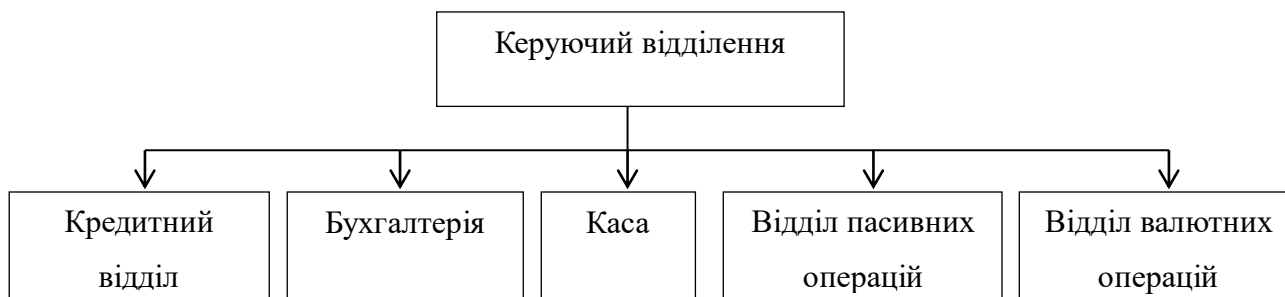 Керуючий відділення
Кредитний
відділ
Бухгалтерія
Каса
Відділ пасивних
операцій
Відділ валютних
операцій